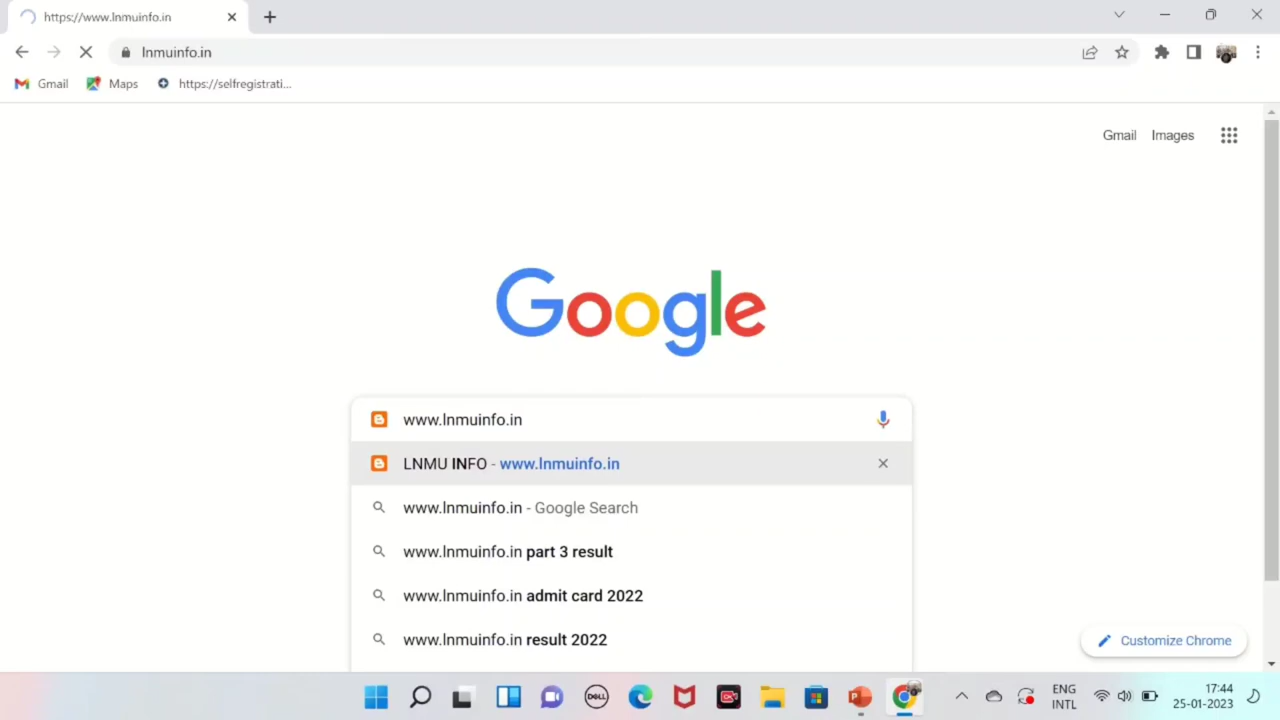 https://www.lnmuinfo.in
lnmuinfo.in
Gmail Maps https://selfregistrati...
Gmail Images
Google
www.lnmuinfo.in
LNMU INFO - www.lnmuinfo.in
www.lnmuinfo.in - Google Search
www.lnmuinfo.in part 3 result
www.lnmuinfo.in admit card 2022
www.lnmuinfo.in result 2022
Customize Chrome
DELL
ENG
INTL
17:44
25-01-2023